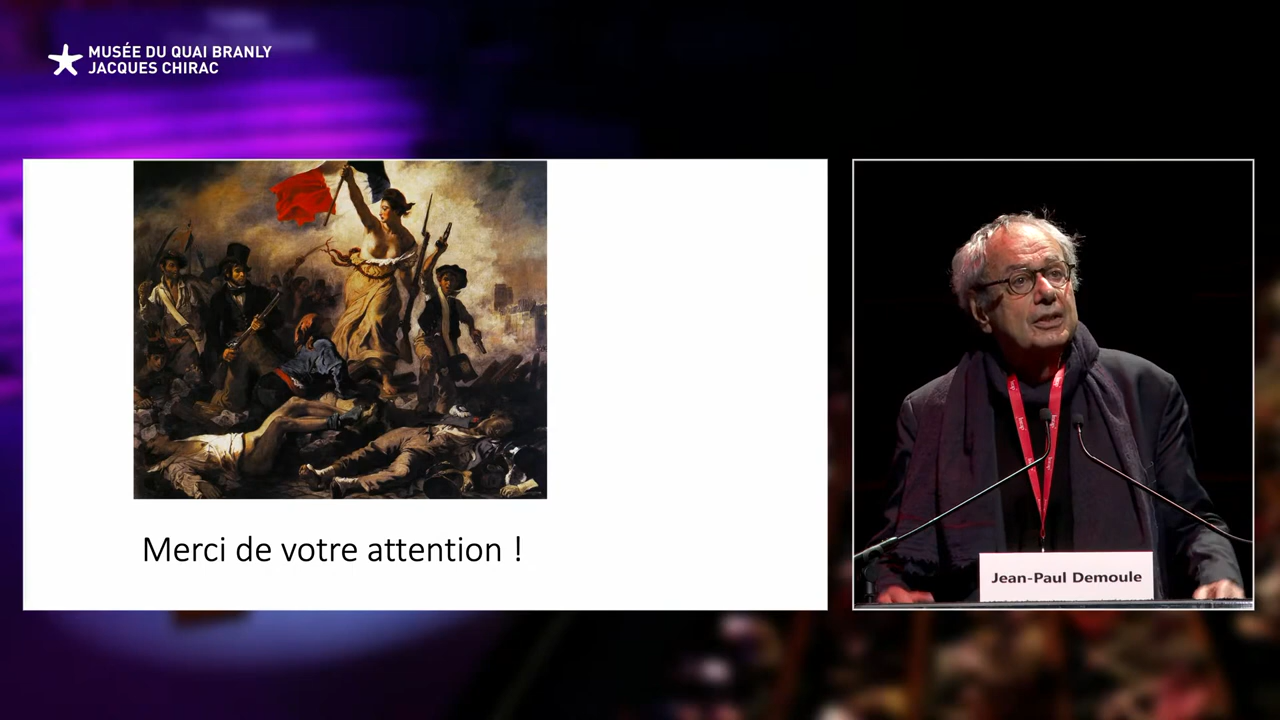 MUSÉE DU QUAI BRANLY
JACQUES CHIRAC
Merci de votre attention !
Jean-Paul Demoule